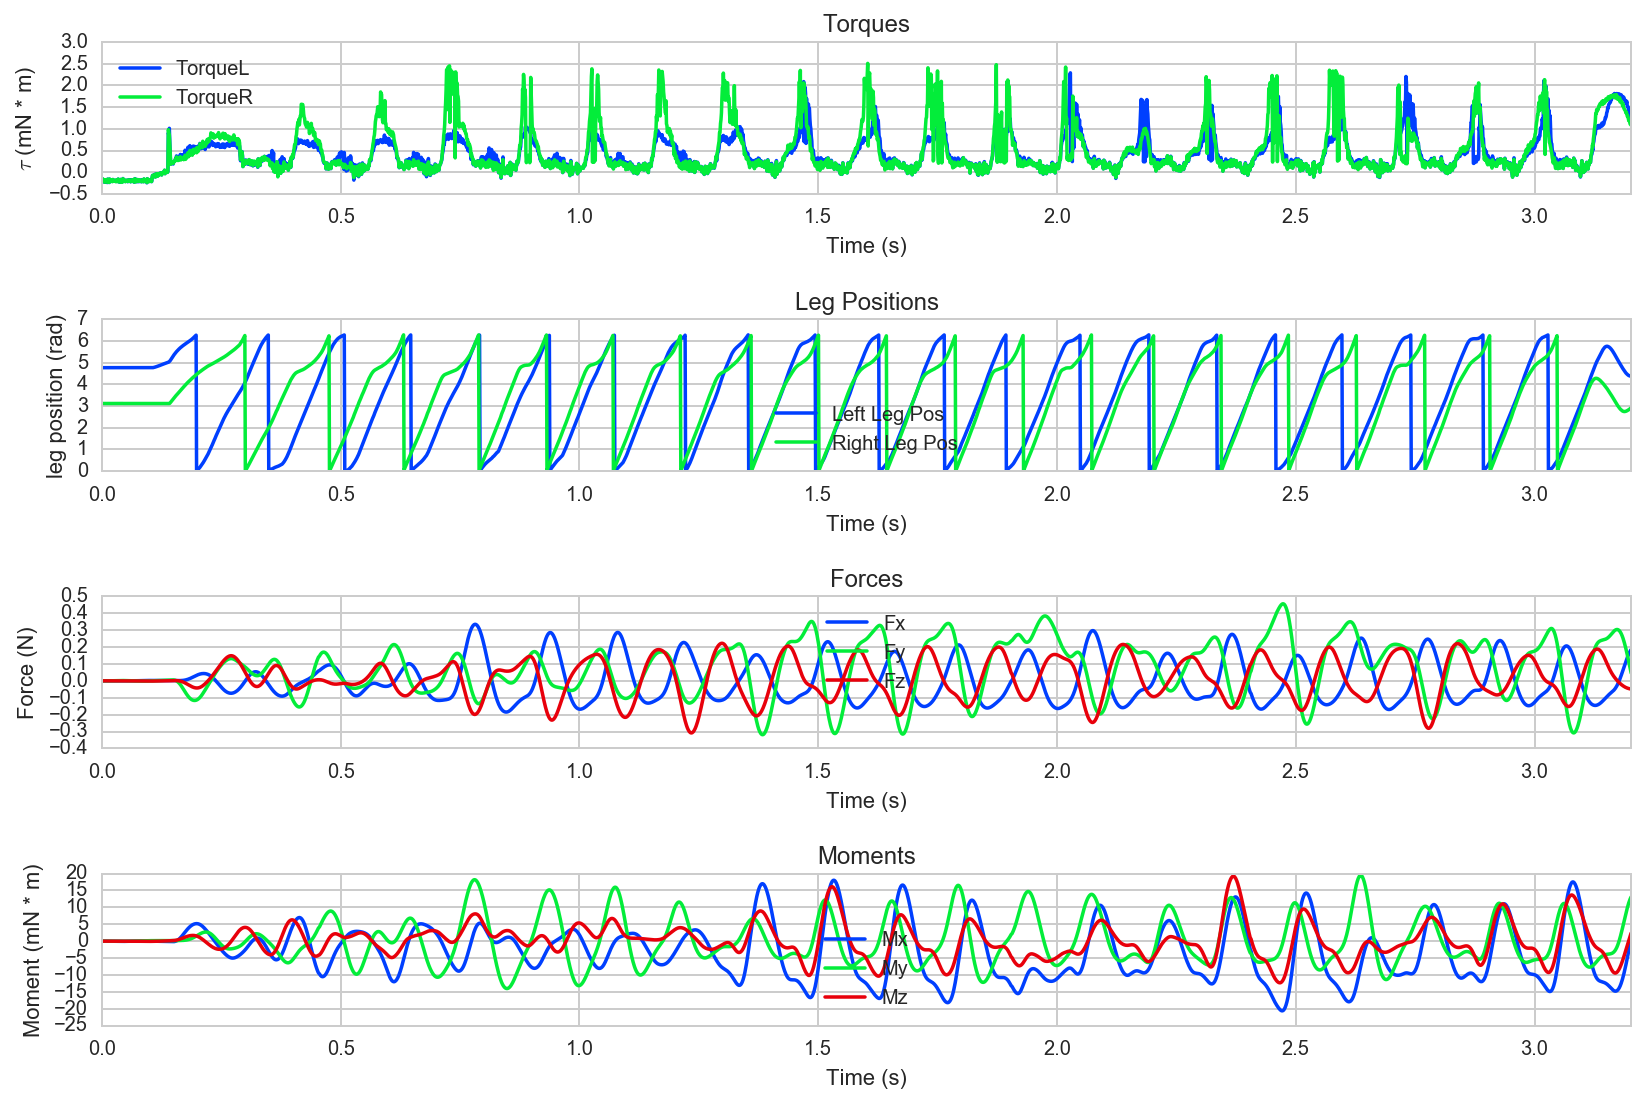 Torques
3.0
2.5
2.0
1.5
1.0
0.5
0.0
−0.5
τ (mN * m)
TorqueL
TorqueR
0.0 0.5 1.0 1.5 2.0 2.5 3.0
Time (s)
Leg Positions
7
6
5
4
3
2
1
0
leg position (rad)
Left Leg Pos
Right Leg Pos
0.0 0.5 1.0 1.5 2.0 2.5 3.0
Time (s)
Forces
0.5
0.4
0.3
0.2
0.1
0.0
−0.1
−0.2
−0.3
−0.4
Force (N)
Fx
Fy
Fz
0.0 0.5 1.0 1.5 2.0 2.5 3.0
Time (s)
Moments
20
15
10
5
0
−5
−10
−15
−20
−25
Moment (mN * m)
Mx
My
Mz
0.0 0.5 1.0 1.5 2.0 2.5 3.0
Time (s)